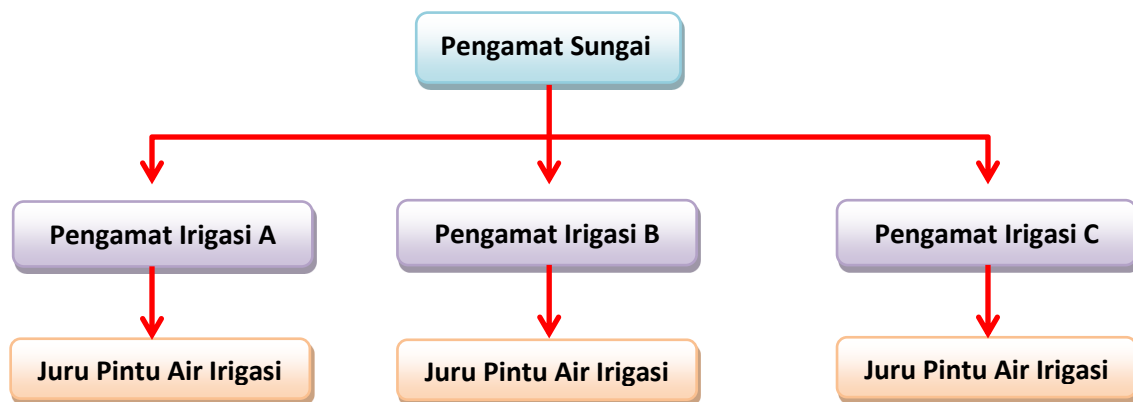 Pengamat Sungai
Pengamat Irigasi A
Pengamat Irigasi B
Pengamat Irigasi C
Juru Pintu Air Irigasi
Juru Pintu Air Irigasi
Juru Pintu Air Irigasi